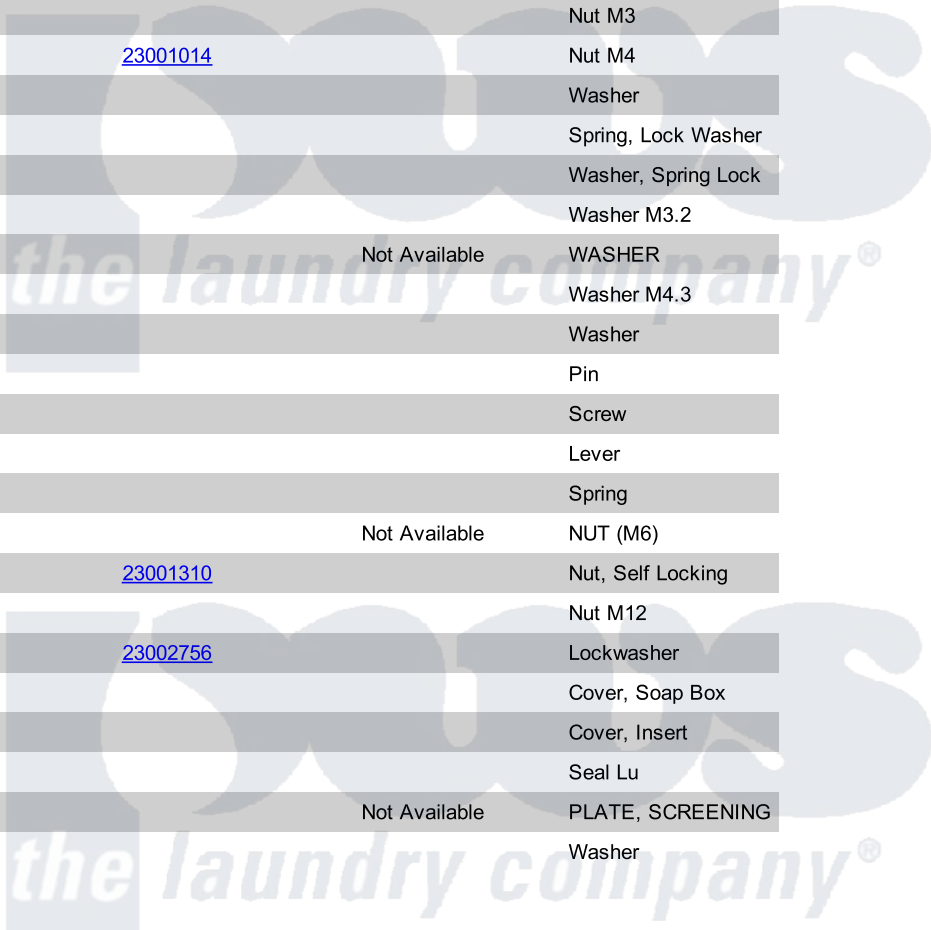 Nut M3
23001014 Nut M4
Washer
Spring, Lock Washer
Washer, Spring Lock
Washer M3.2
Not Available WASHER
the laundry company®
Washer M4.3
Washer
Pin
Screw
Lever
Spring
Not Available NUT (M6)
23001310 Nut, Self Locking
Nut M12
23002756 Lockwasher
Cover, Soap Box
Cover, Insert
Seal Lu
Not Available PLATE, SCREENING
Washer
the laundry company®